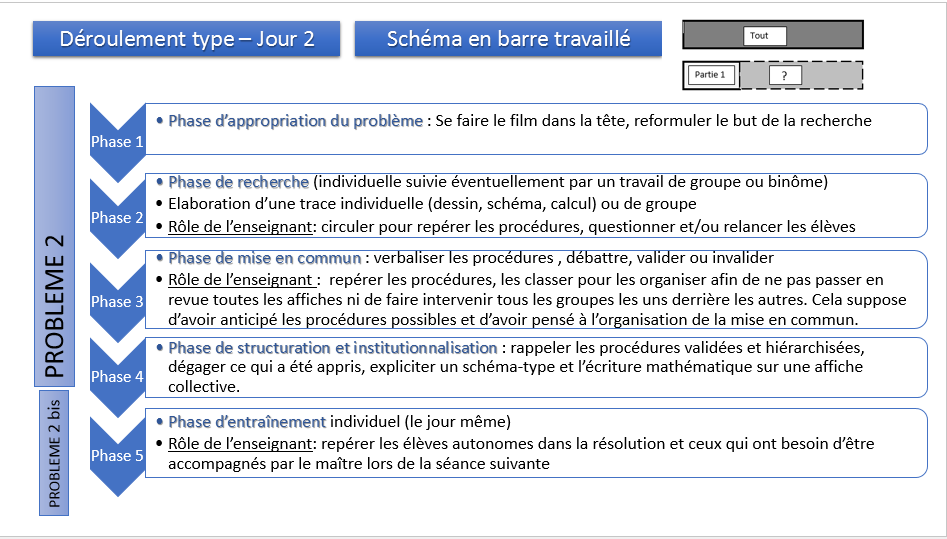 Déroulement type – Jour 2
Schéma en barre travaillé
Tout
Partie 1
?
PROBLEME 2
Phase 1
• Phase d'appropriation du problème : Se faire le film dans la tête, reformuler le but de la recherche
Phase 2
• Phase de recherche (individuelle suivie éventuellement par un travail de groupe ou binôme)
• Elaboration d'une trace individuelle (dessin, schéma, calcul) ou de groupe
• Rôle de l'enseignant: circuler pour repérer les procédures, questionner et/ou relancer les élèves
Phase 3
• Phase de mise en commun : verbaliser les procédures , débattre, valider ou invalider
• Rôle de l'enseignant : repérer les procédures, les classer pour les organiser afin de ne pas passer en
revue toutes les affiches ni de faire intervenir tous les groupes les uns derrière les autres. Cela suppose
d'avoir anticipé les procédures possibles et d'avoir pensé à l'organisation de la mise en commun.
Phase 4
• Phase de structuration et institutionnalisation : rappeler les procédures validées et hiérarchisées,
dégager ce qui a été appris, expliciter un schéma-type et l'écriture mathématique sur une affiche
collective.
PROBLEME 2 bis
Phase 5
• Phase d'entraînement individuel (le jour même)
• Rôle de l'enseignant: repérer les élèves autonomes dans la résolution et ceux qui ont besoin d'être
accompagnés par le maître lors de la séance suivante